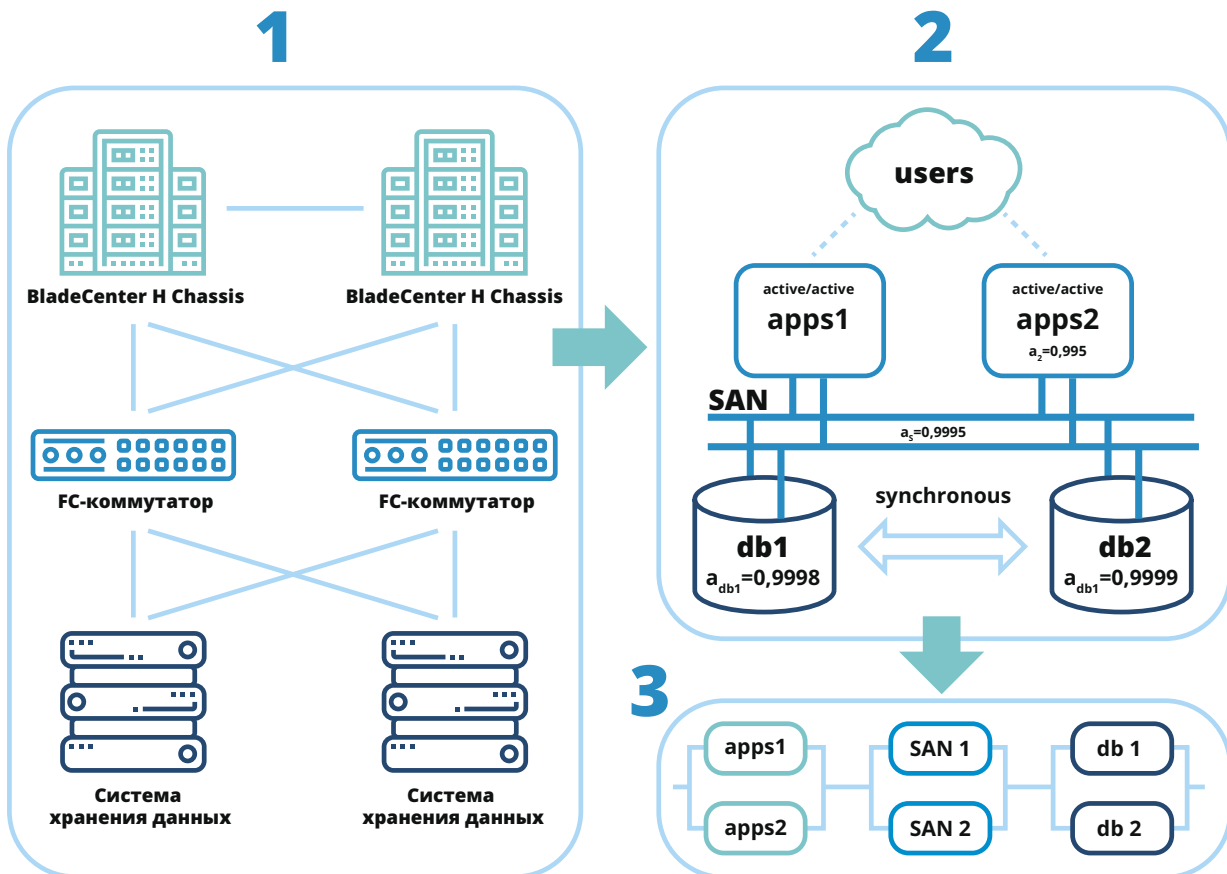 1
BladeCenter H Chassis
BladeCenter H Chassis
FC-коммутатор
FC-коммутатор
Система
хранения данных
Система
хранения данных
2
users
active/active
apps1
active/active
apps2
a₂=0,995
SAN
aₛ=0,9995
synchronous
db1
a_db1=0,9998
db2
a_db1=0,9999
3
apps1
SAN 1
db 1
apps2
SAN 2
db 2